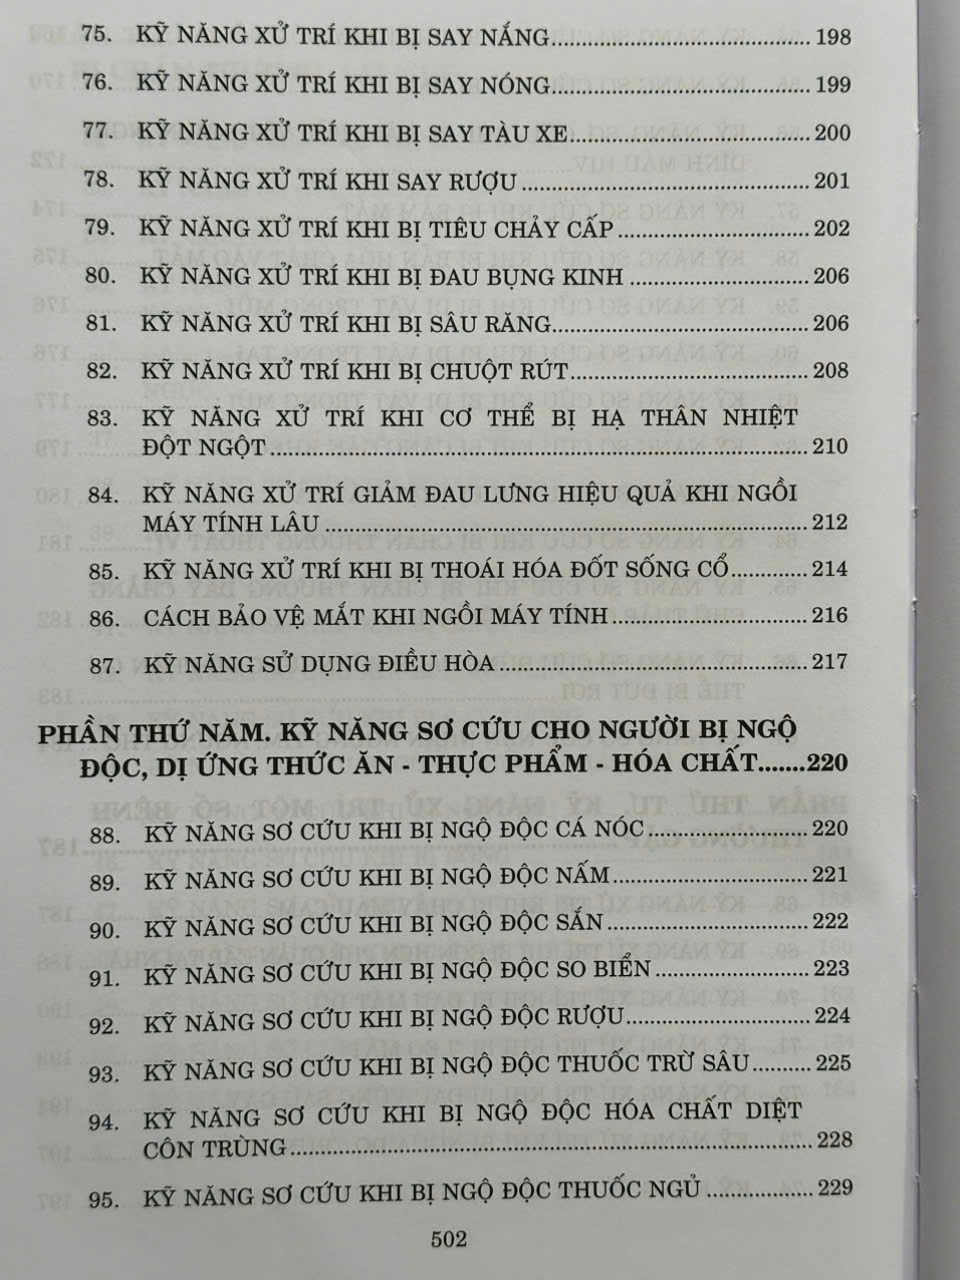 75. KỸ NĂNG XỬ TRÍ KHI BỊ SAY NẮNG........198
76. KỸ NĂNG XỬ TRÍ KHI BỊ SAY NÓNG........199
77. KỸ NĂNG XỬ TRÍ KHI BỊ SAY TÀU XE........200
78. KỸ NĂNG XỬ TRÍ KHI SAY RƯỢU........201
79. KỸ NĂNG XỬ TRÍ KHI BỊ TIÊU CHẢY CẤP........202
80. KỸ NĂNG XỬ TRÍ KHI BỊ ĐAU BỤNG KINH........206
81. KỸ NĂNG XỬ TRÍ KHI BỊ SÂU RĂNG........206
82. KỸ NĂNG XỬ TRÍ KHI BỊ CHUỘT RÚT........208
83. KỸ NĂNG XỬ TRÍ KHI CƠ THỂ BỊ HẠ THÂN NHIỆT
ĐỘT NGỘT........210
84. KỸ NĂNG XỬ TRÍ GIẢM ĐAU LƯNG HIỆU QUẢ KHI NGỒI
MÁY TÍNH LÂU........212
85. KỸ NĂNG XỬ TRÍ KHI BỊ THOÁI HÓA ĐỐT SỐNG CỔ........214
86. CÁCH BẢO VỆ MẮT KHI NGỒI MÁY TÍNH........216
87. KỸ NĂNG SỬ DỤNG ĐIỀU HÒA........217
PHẦN THỨ NĂM. KỸ NĂNG SƠ CỨU CHO NGƯỜI BỊ NGỘ
ĐỘC, DỊ ỨNG THỨC ĂN - THỰC PHẨM - HÓA CHẤT.......220
88. KỸ NĂNG SƠ CỨU KHI BỊ NGỘ ĐỘC CÁ NÓC........220
89. KỸ NĂNG SƠ CỨU KHI BỊ NGỘ ĐỘC NẤM........221
90. KỸ NĂNG SƠ CỨU KHI BỊ NGỘ ĐỘC SẮN........222
91. KỸ NĂNG SƠ CỨU KHI BỊ NGỘ ĐỘC SO BIỂN........223
92. KỸ NĂNG SƠ CỨU KHI BỊ NGỘ ĐỘC RƯỢU........224
93. KỸ NĂNG SƠ CỨU KHI BỊ NGỘ ĐỘC THUỐC TRỪ SÂU........225
94. KỸ NĂNG SƠ CỨU KHI BỊ NGỘ ĐỘC HÓA CHẤT DIỆT
CÔN TRÙNG........228
95. KỸ NĂNG SƠ CỨU KHI BỊ NGỘ ĐỘC THUỐC NGỦ........229
502